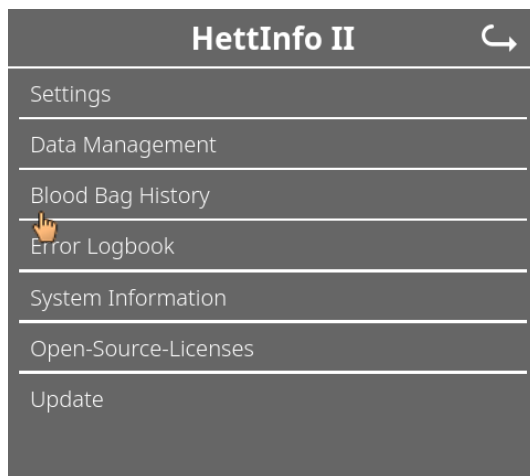 HettInfo II
Settings
Data Management
Blood Bag History
Error Logbook
System Information
Open-Source-Licenses
Update